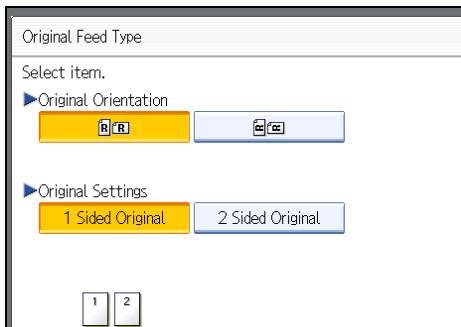 Original Feed Type
Select item.
▶Original Orientation
R R R R
▶Original Settings
1 Sided Original 2 Sided Original
1 2